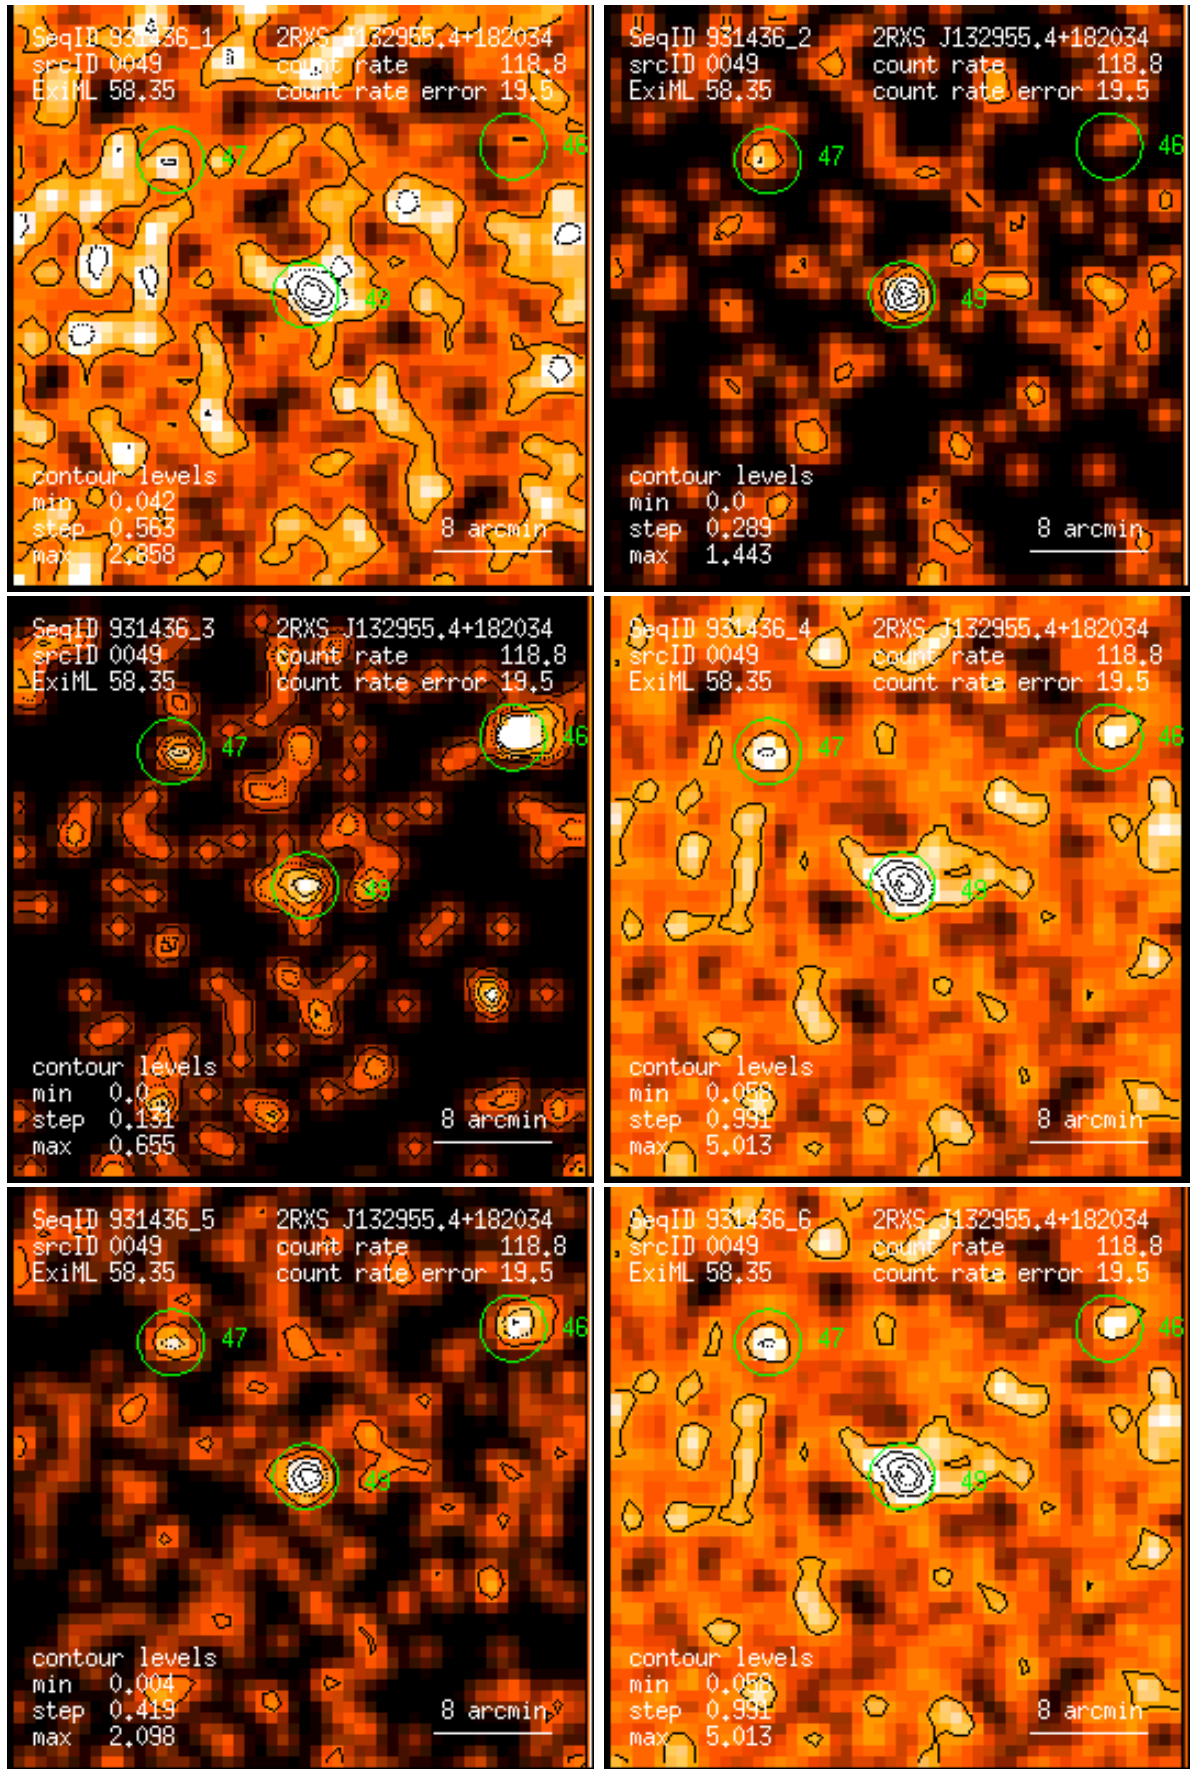 SeqID 931436_1 2RXS J132955.4+182034
srcID 0049 count rate 118.8
ExiML 58.35 count rate error 19.5
47
46
49
contour levels
min 0.042
step 0.563 8 arcmin
max 2.858
SeqID 931436_2 2RXS J132955.4+182034
srcID 0049 count rate 118.8
ExiML 58.35 count rate error 19.5
46
47
49
contour levels
min 0.0
step 0.289 8 arcmin
max 1.443
SeqID 931436_3 2RXS J132955.4+182034
srcID 0049 count rate 118.8
ExiML 58.35 count rate error 19.5
46
47
49
contour levels
min 0.0
step 0.131 8 arcmin
max 0.655
SeqID 931436_4 2RXS J132955.4+182034
srcID 0049 count rate 118.8
ExiML 58.35 count rate error 19.5
46
47
49
contour levels
min 0.058
step 0.991 8 arcmin
max 5.013
SeqID 931436_5 2RXS J132955.4+182034
srcID 0049 count rate 118.8
ExiML 58.35 count rate error 19.5
46
47
49
contour levels
min 0.004
step 0.419 8 arcmin
max 2.098
SeqID 931436_6 2RXS J132955.4+182034
srcID 0049 count rate 118.8
ExiML 58.35 count rate error 19.5
46
47
49
contour levels
min 0.058
step 0.991 8 arcmin
max 5.013